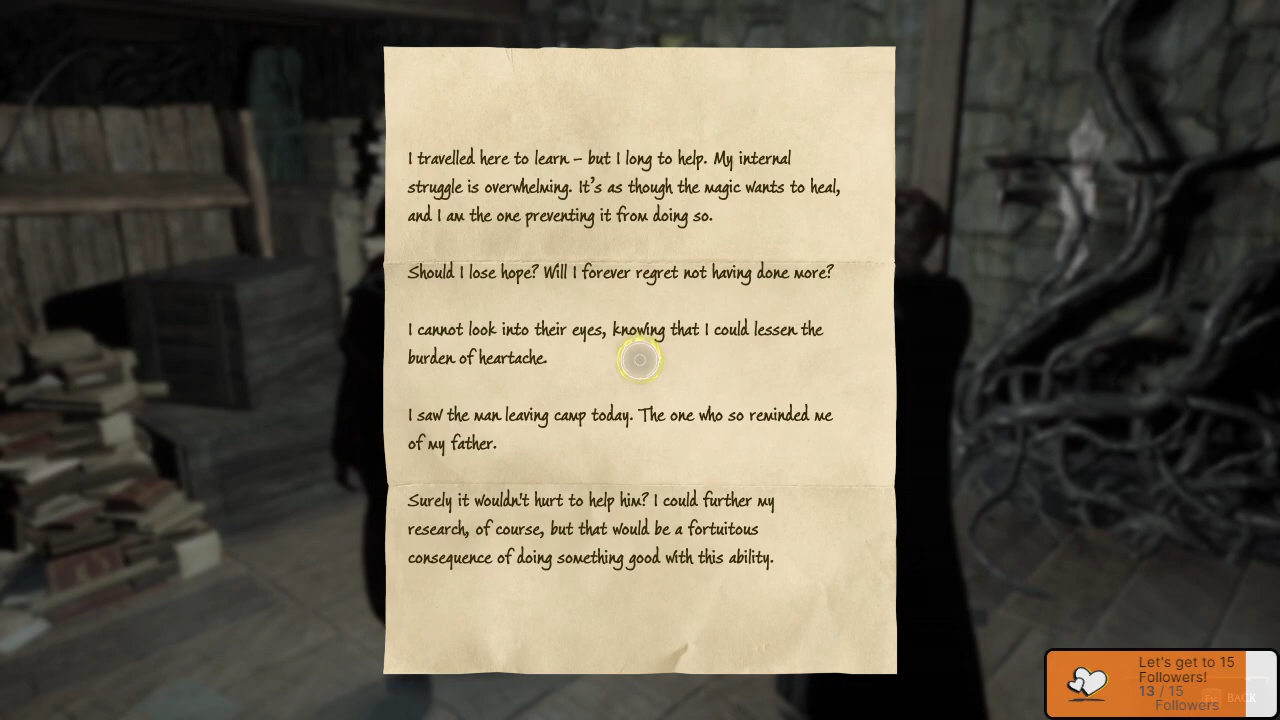 I travelled here to learn – but I long to help. My internal
struggle is overwhelming. It's as though the magic wants to heal,
and I am the one preventing it from doing so.
Should I lose hope? Will I forever regret not having done more?
I cannot look into their eyes, knowing that I could lessen the
burden of heartache.
I saw the man leaving camp today. The one who so reminded me
of my father.
Surely it wouldn't hurt to help him? I could further my
research, of course, but that would be a fortuitous
consequence of doing something good with this ability.
Let's get to 15
Followers!
13 / 15
Followers
Esc BACK